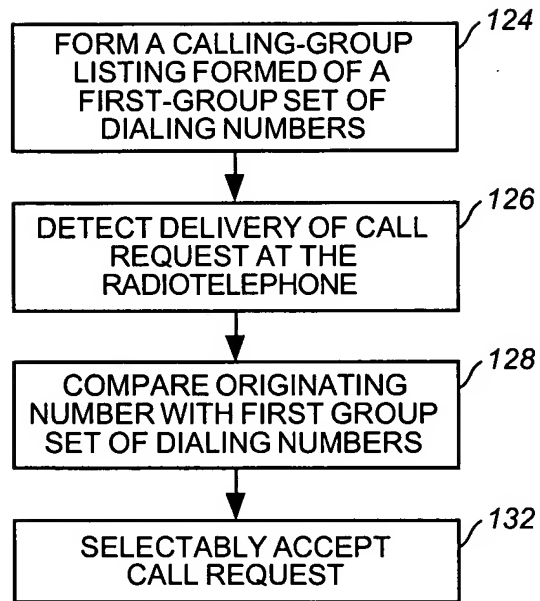 124
FORM A CALLING-GROUP
LISTING FORMED OF A
FIRST-GROUP SET OF
DIALING NUMBERS
126
DETECT DELIVERY OF CALL
REQUEST AT THE
RADIOTELEPHONE
128
COMPARE ORIGINATING
NUMBER WITH FIRST GROUP
SET OF DIALING NUMBERS
132
SELECTABLY ACCEPT
CALL REQUEST